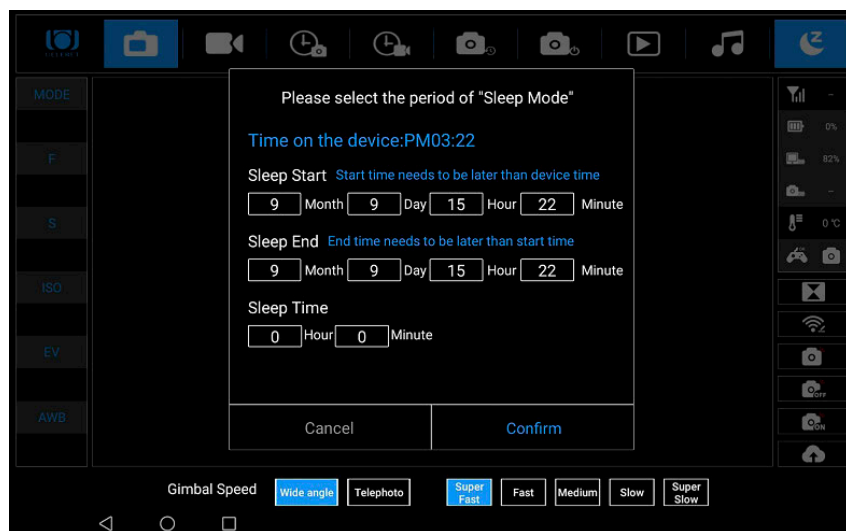 Please select the period of "Sleep Mode"
Time on the device:PM03:22
Sleep Start Start time needs to be later than device time
9 Month 9 Day 15 Hour 22 Minute
Sleep End End time needs to be later than start time
9 Month 9 Day 15 Hour 22 Minute
Sleep Time
0 Hour 0 Minute
Cancel Confirm
MODE
F
S
ISO
EV
AWB
0%
82%
0 °C
OFF
ON
Gimbal Speed Wide angle Telephoto Super Fast Fast Medium Slow Super Slow